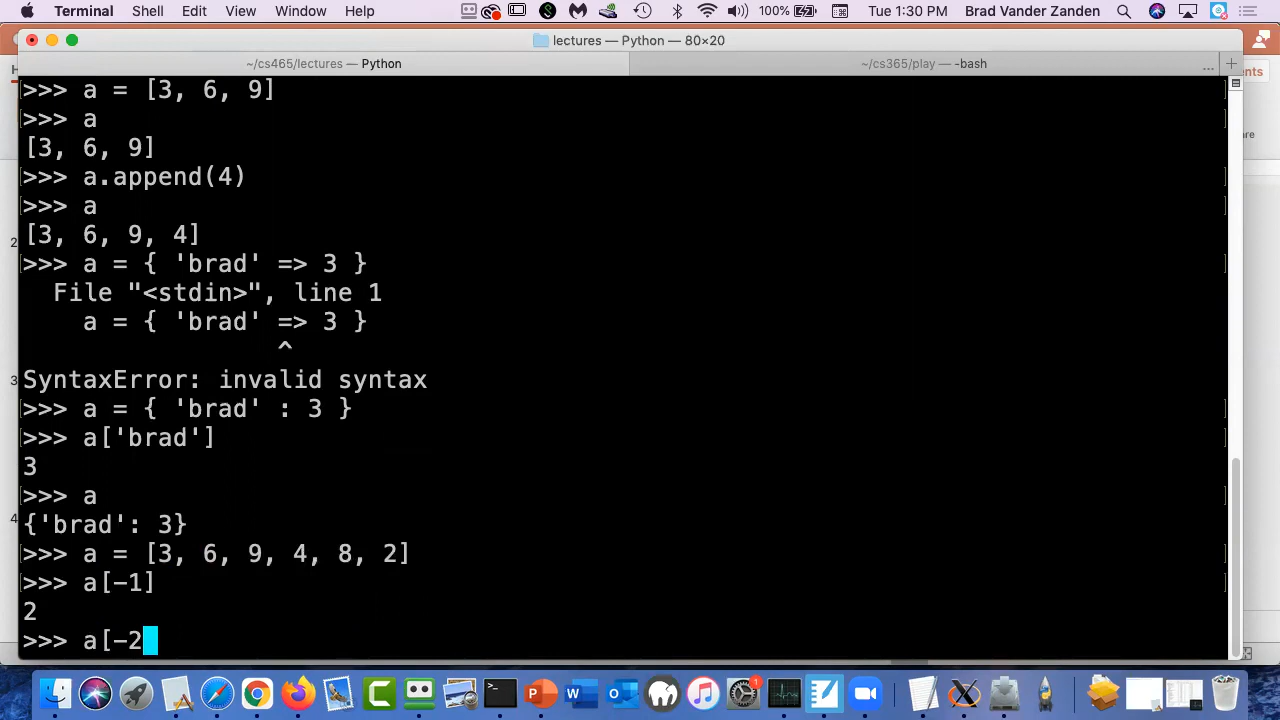 Terminal Shell Edit View Window Help 100% Tue 1:30 PM Brad Vander Zanden
lectures — Python — 80×20
~/cs465/lectures — Python ~/cs365/play — -bash
>>> a = [3, 6, 9]
>>> a
[3, 6, 9]
>>> a.append(4)
>>> a
[3, 6, 9, 4]
>>> a = { 'brad' => 3 }
File "<stdin>", line 1
a = { 'brad' => 3 }
^
SyntaxError: invalid syntax
>>> a = { 'brad' : 3 }
>>> a['brad']
3
>>> a
{'brad': 3}
>>> a = [3, 6, 9, 4, 8, 2]
>>> a[-1]
2
>>> a[-2